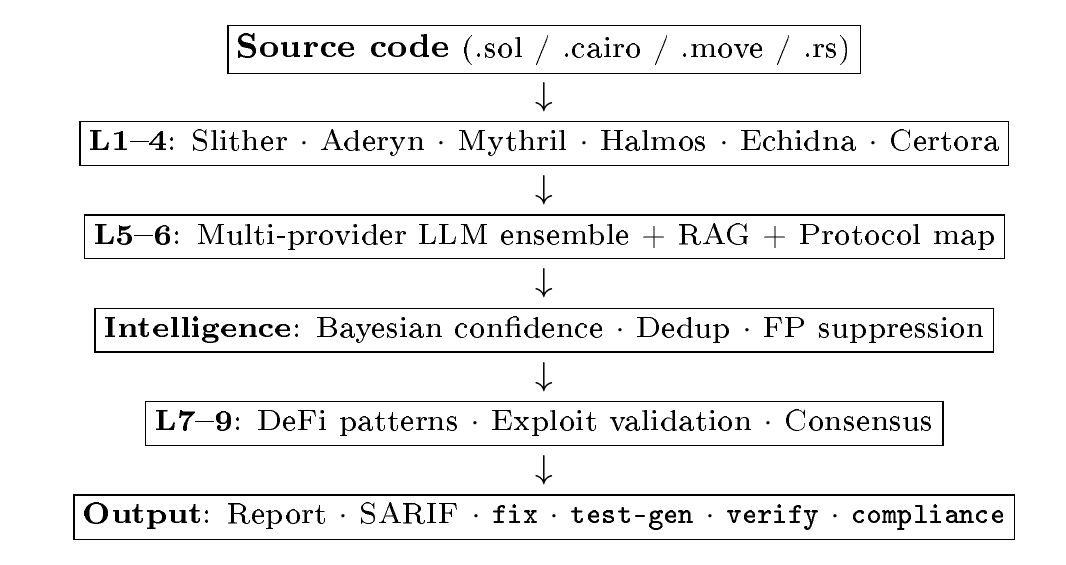 Source code (.sol / .cairo / .move / .rs)
↓
L1–4: Slither · Aderyn · Mythril · Halmos · Echidna · Certora
↓
L5–6: Multi-provider LLM ensemble + RAG + Protocol map
↓
Intelligence: Bayesian confidence · Dedup · FP suppression
↓
L7–9: DeFi patterns · Exploit validation · Consensus
↓
Output: Report · SARIF · fix · test-gen · verify · compliance